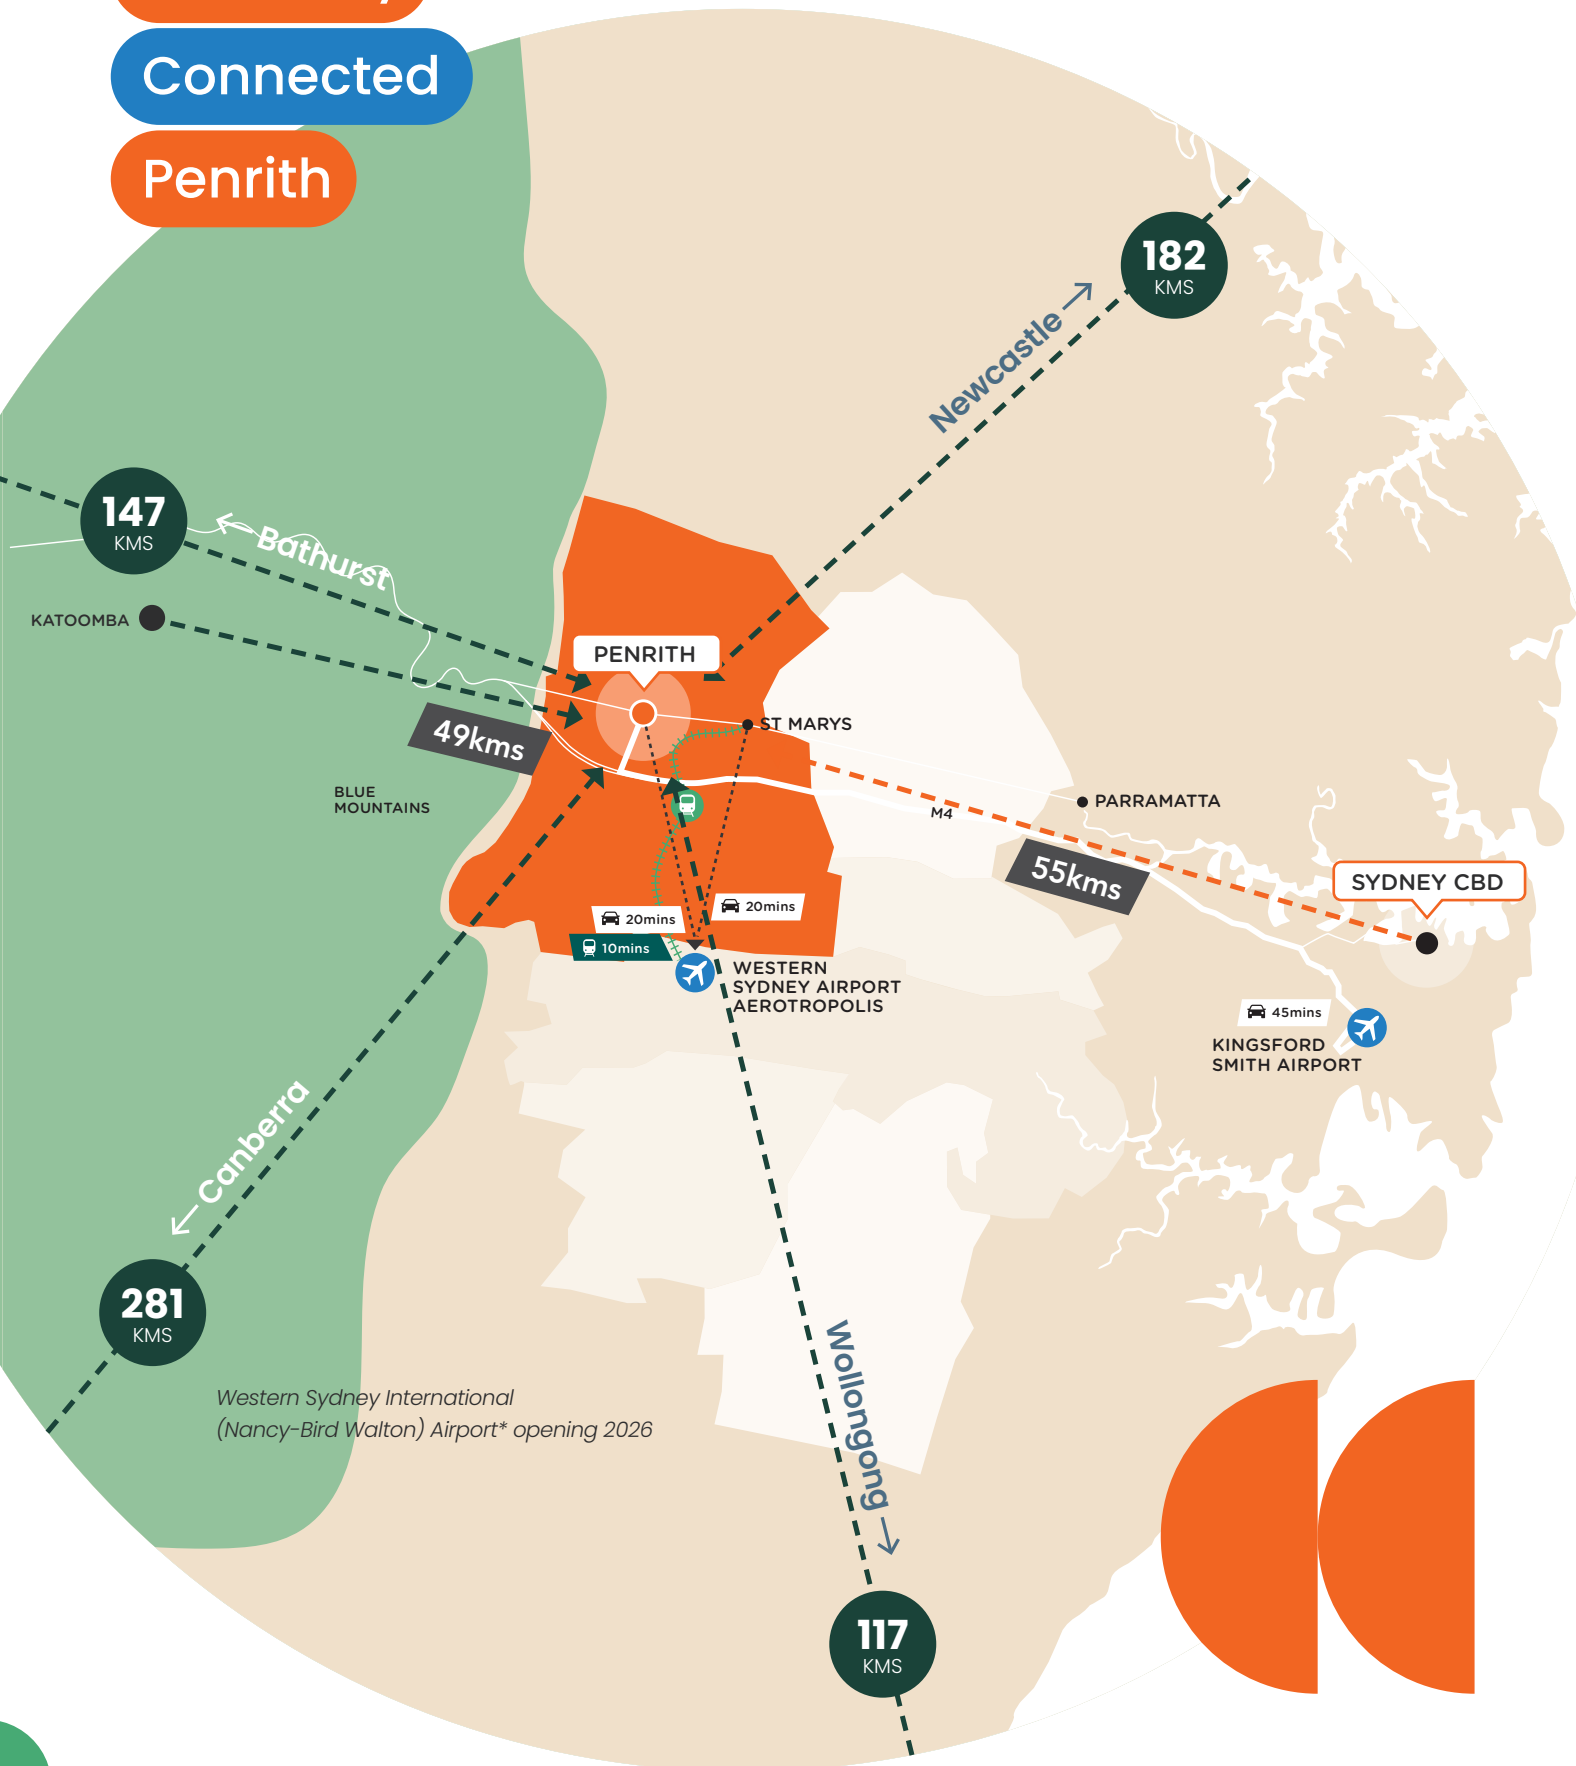 Connected
Penrith
182
KMS
Newcastle
147
KMS
Bathurst
KATOOMBA
PENRITH
ST MARYS
49kms
BLUE
MOUNTAINS
PARRAMATTA
M4
55kms
SYDNEY CBD
20mins
20mins
10mins
WESTERN
SYDNEY AIRPORT
AEROTROPOLIS
45mins
KINGSFORD
SMITH AIRPORT
Canberra
281
KMS
Wollongong
Western Sydney International
(Nancy-Bird Walton) Airport* opening 2026
117
KMS